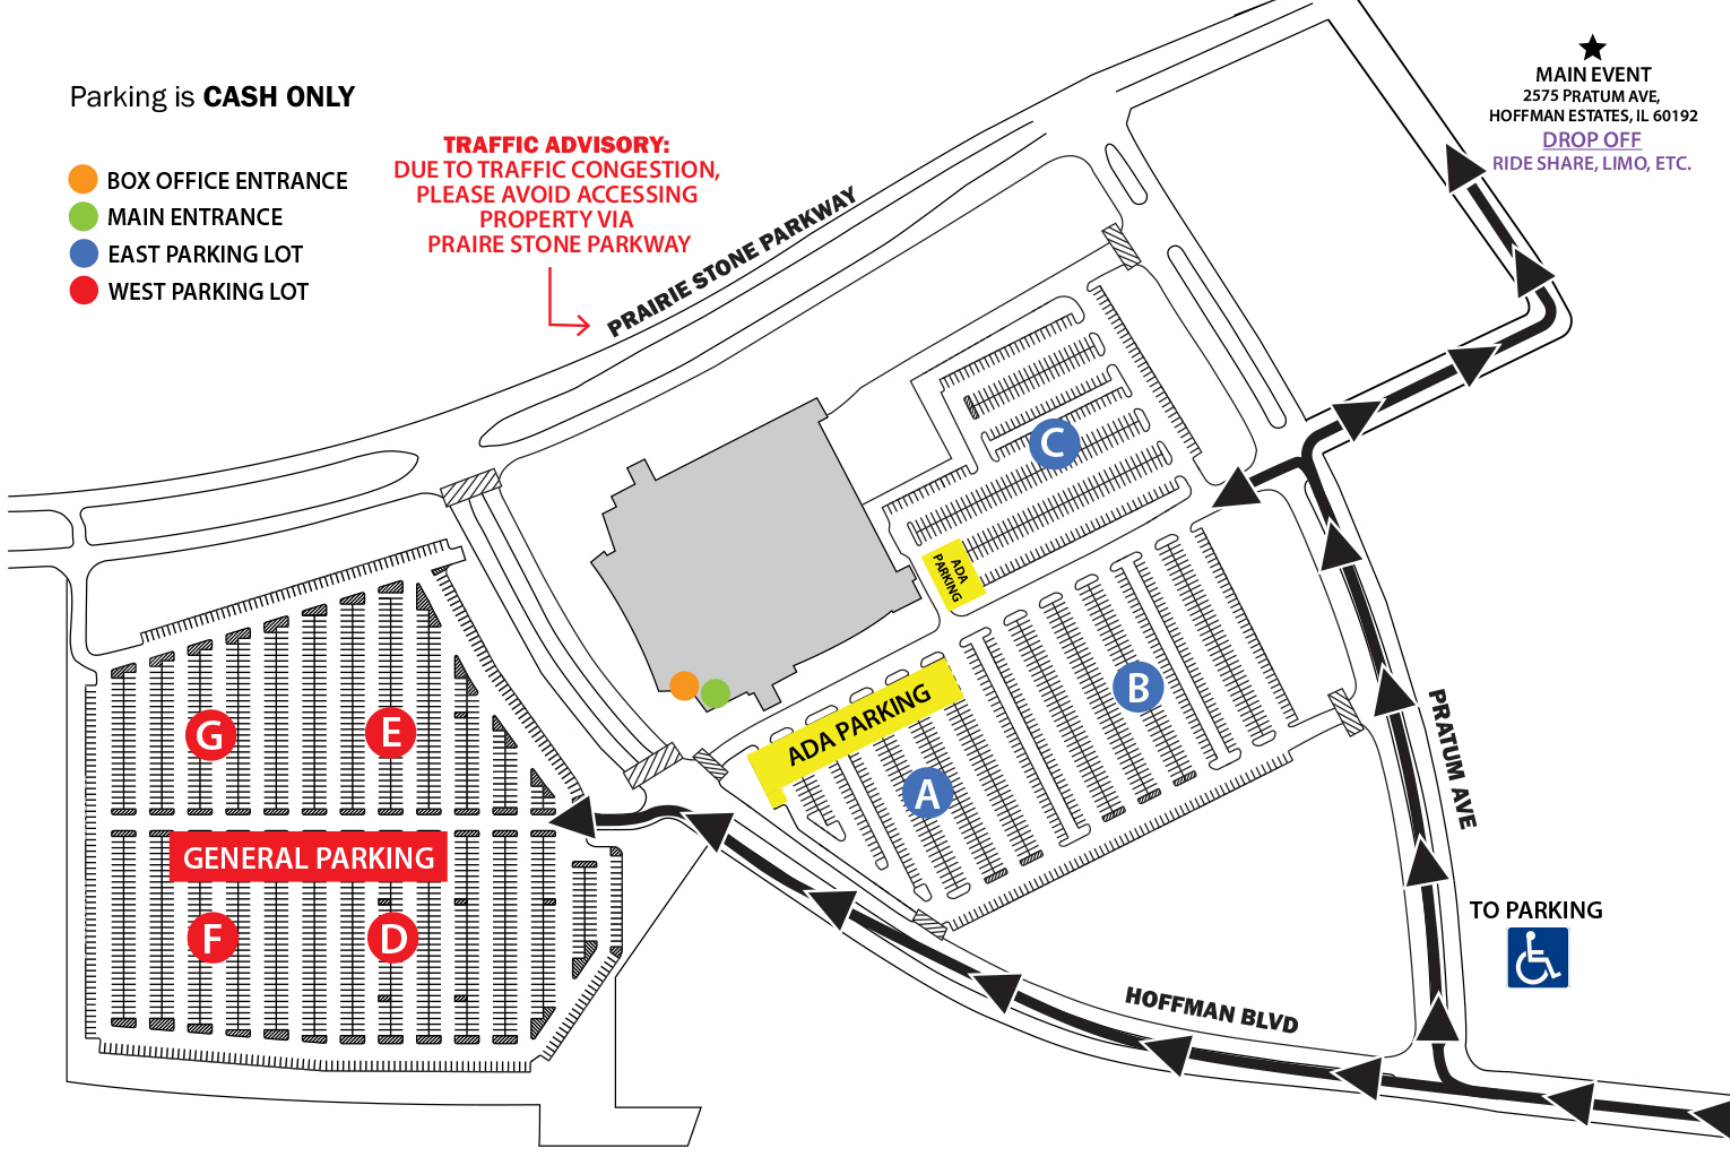 Parking is CASH ONLY
BOX OFFICE ENTRANCE
MAIN ENTRANCE
EAST PARKING LOT
WEST PARKING LOT
TRAFFIC ADVISORY:
DUE TO TRAFFIC CONGESTION,
PLEASE AVOID ACCESSING
PROPERTY VIA
PRAIRE STONE PARKWAY
PRAIRIE STONE PARKWAY
MAIN EVENT
2575 PRATUM AVE,
HOFFMAN ESTATES, IL 60192
DROP OFF
RIDE SHARE, LIMO, ETC.
C
ADA
PARKING
B
ADA PARKING
A
G
E
GENERAL PARKING
F
D
PRATUM AVE
TO PARKING
HOFFMAN BLVD